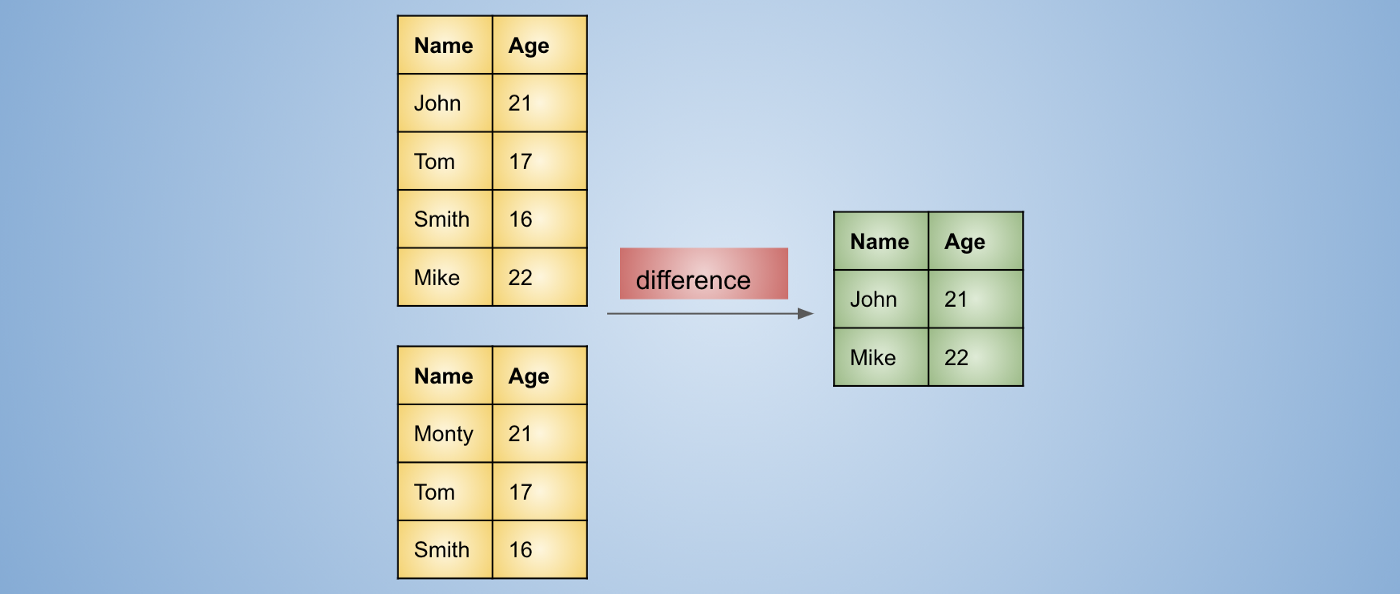 Name Age
John 21
Tom 17
Smith 16
Mike 22
Name Age
Monty 21
Tom 17
Smith 16
difference
Name Age
John 21
Mike 22